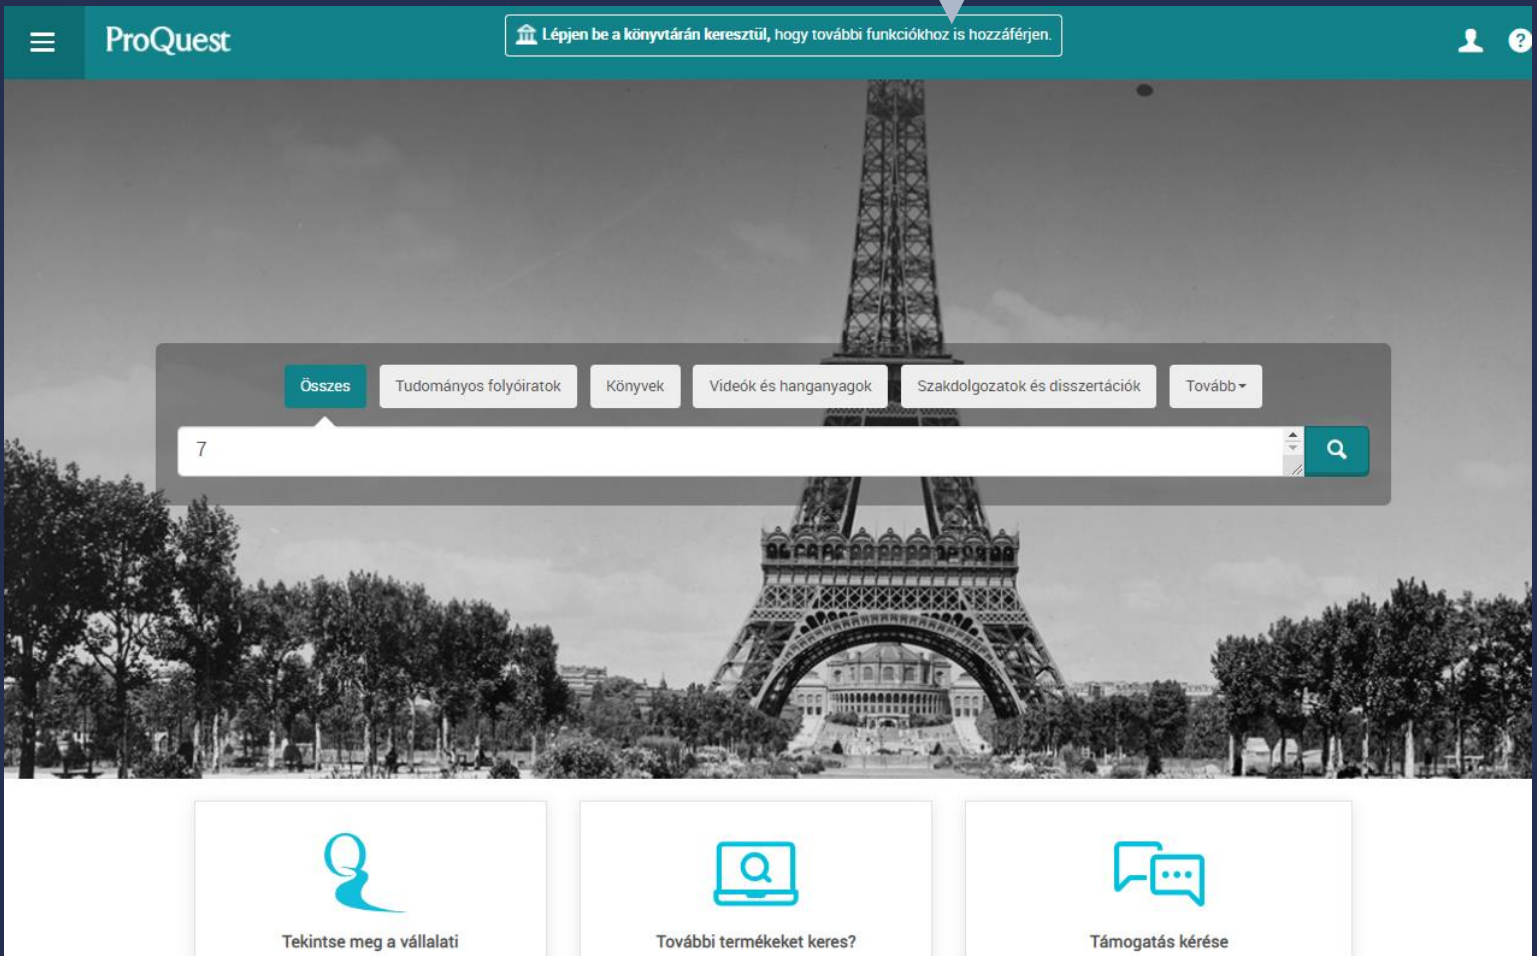 ProQuest
Lépjen be a könyvtárán keresztül, hogy további funkciókhoz is hozzáférjen.
?
Összes
Tudományos folyóiratok
Könyvek
Videók és hanganyagok
Szakdolgozatok és disszertációk
Tovább
7
Tekintse meg a vállalati
További termékeket keres?
Támogatás kérése